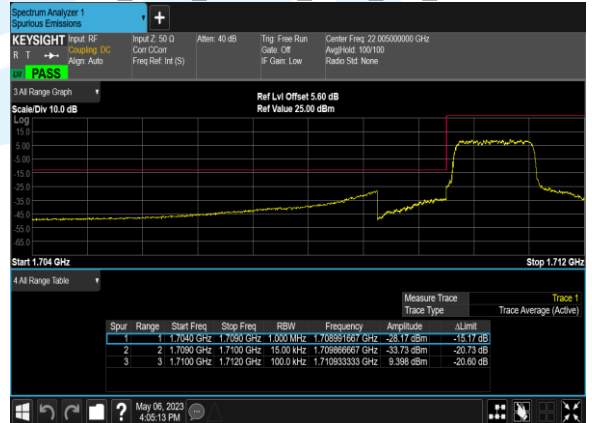 Spectrum Analyzer 1
Spurious Emissions
+
KEYSIGHT Input: RF Input Z: 50 Ω Atten: 40 dB Trig: Free Run Center Freq: 22.005000000 GHz
R T Coupling: DC Corr CCorr Gate: Off Avg|Hold: 100/100
Align: Auto Freq Ref: Int (S) IF Gain: Low Radio Std: None
PASS
3 All Range Graph
Ref Lvl Offset 5.60 dB
Scale/Div 10.0 dB Ref Value 25.00 dBm
Log
15.0
5.00
-5.00
-15.0
-25.0
-35.0
-45.0
-55.0
-65.0
Start 1.704 GHz Stop 1.712 GHz
4 All Range Table
Measure Trace Trace 1
Trace Type Trace Average (Active)
Spur Range Start Freq Stop Freq RBW Frequency Amplitude ΔLimit
1 1 1.7040 GHz 1.7090 GHz 1.000 MHz 1.708991667 GHz -28.17 dBm -15.17 dB
2 2 1.7090 GHz 1.7100 GHz 15.00 kHz 1.709866667 GHz -33.73 dBm -20.73 dB
3 3 1.7100 GHz 1.7120 GHz 100.0 kHz 1.710933333 GHz 9.398 dBm -20.60 dB
? May 06, 2023
4:05:13 PM